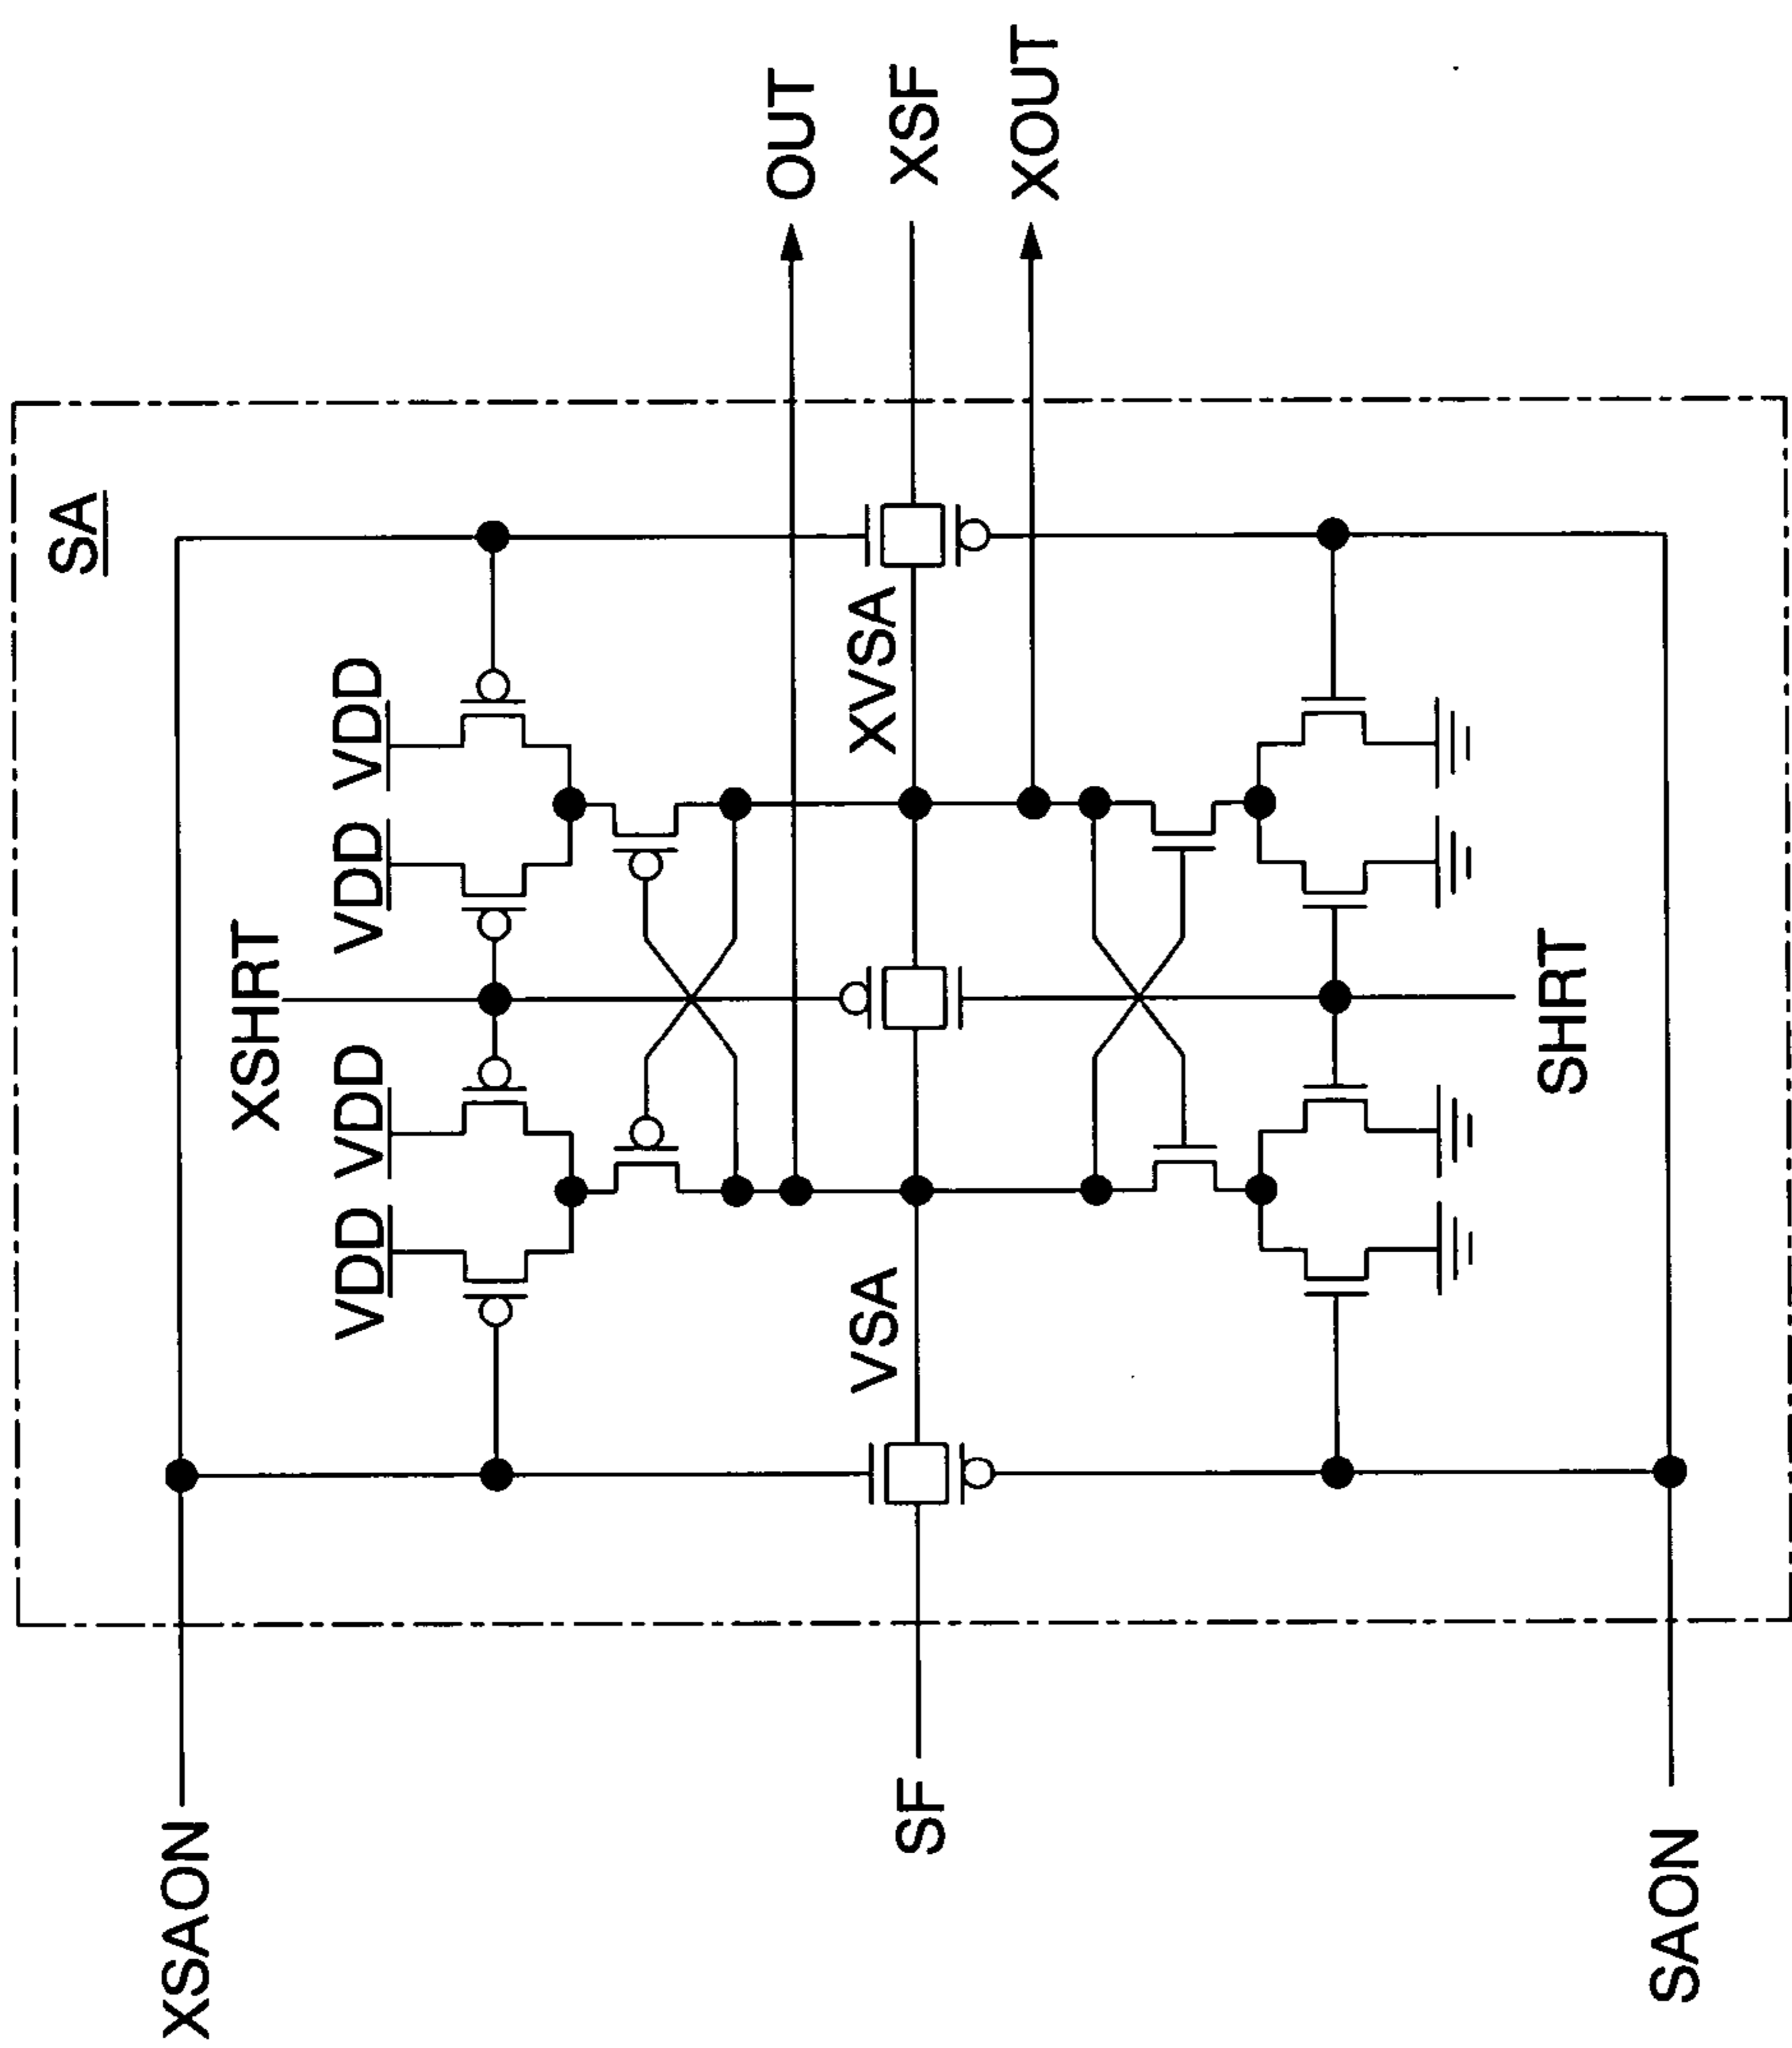 SA
XSAON
XSHRT
VDD VDD VDD VDD
OUT
VSA
XVSA
SF
XSF
XOUT
SHRT
SAON